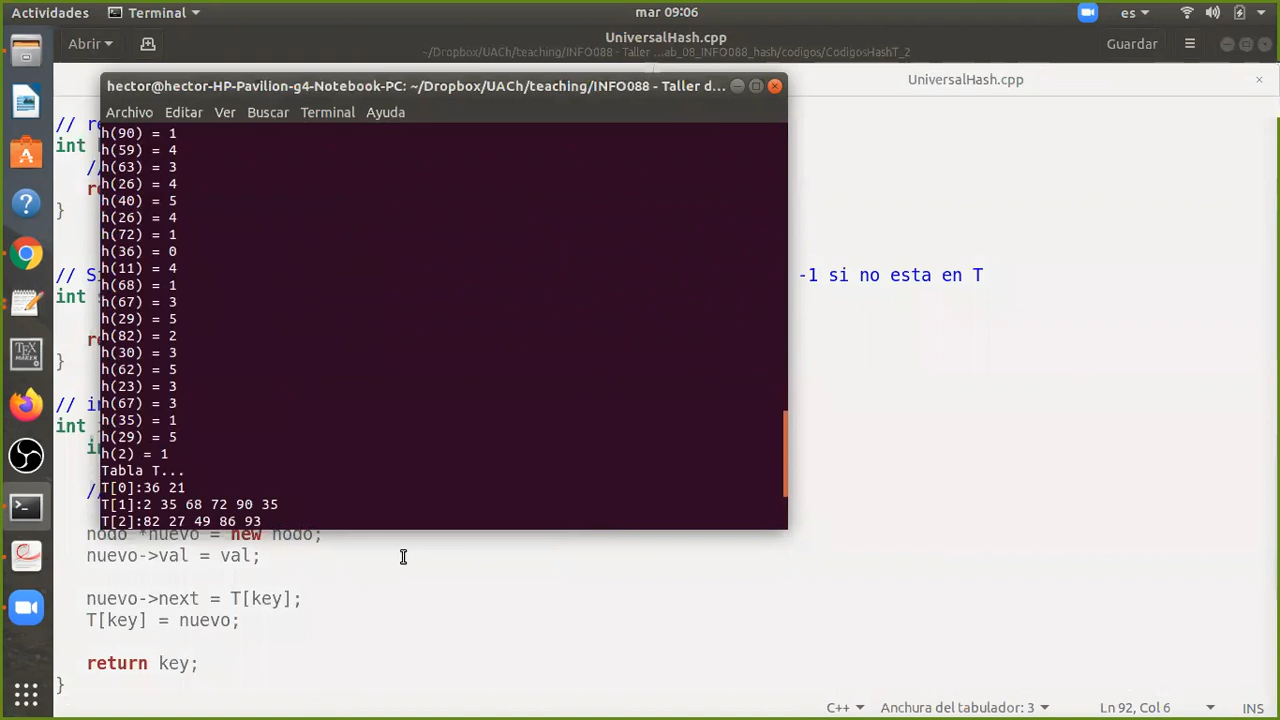 Actividades
Terminal
mar 09:06
es
Abrir
UniversalHash.cpp
~/Dropbox/UACh/teaching/INFO088 - Taller ...ab_08_INFO088_hash/codigos/CodigosHashT_2
Guardar
UniversalHash.cpp
hector@hector-HP-Pavilion-g4-Notebook-PC: ~/Dropbox/UACh/teaching/INFO088 - Taller d...
Archivo Editar Ver Buscar Terminal Ayuda
h(90) = 1
h(59) = 4
h(63) = 3
h(26) = 4
h(40) = 5
h(26) = 4
h(72) = 1
h(36) = 0
h(11) = 4
h(68) = 1
h(67) = 3
h(29) = 5
h(82) = 2
h(30) = 3
h(62) = 5
h(23) = 3
h(67) = 3
h(35) = 1
h(29) = 5
h(2) = 1
Tabla T...
T[0]:36 21
T[1]:2 35 68 72 90 35
T[2]:82 27 49 86 93
//
int
//
}
//
-1 si no esta en T
int
}
//
int
//
nodo *nuevo = new nodo;
nuevo->val = val;
nuevo->next = T[key];
T[key] = nuevo;
return key;
}
C++
Anchura del tabulador: 3
Ln 92, Col 6
INS